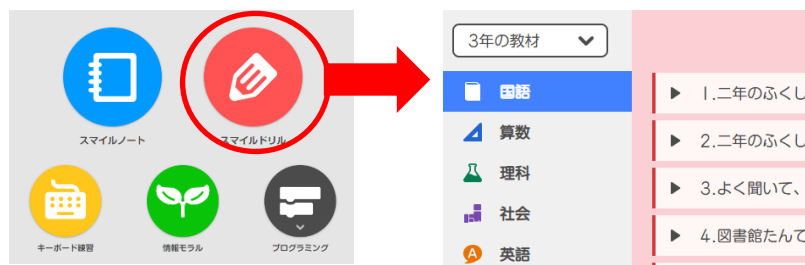 スマイルノート
スマイルドリル
キーボード練習
情報モラル
プログラミング
3年の教材
国語
算数
理科
社会
英語
1.二年のふくし
2.二年のふくし
3.よく聞いて、
4.図書館たんて